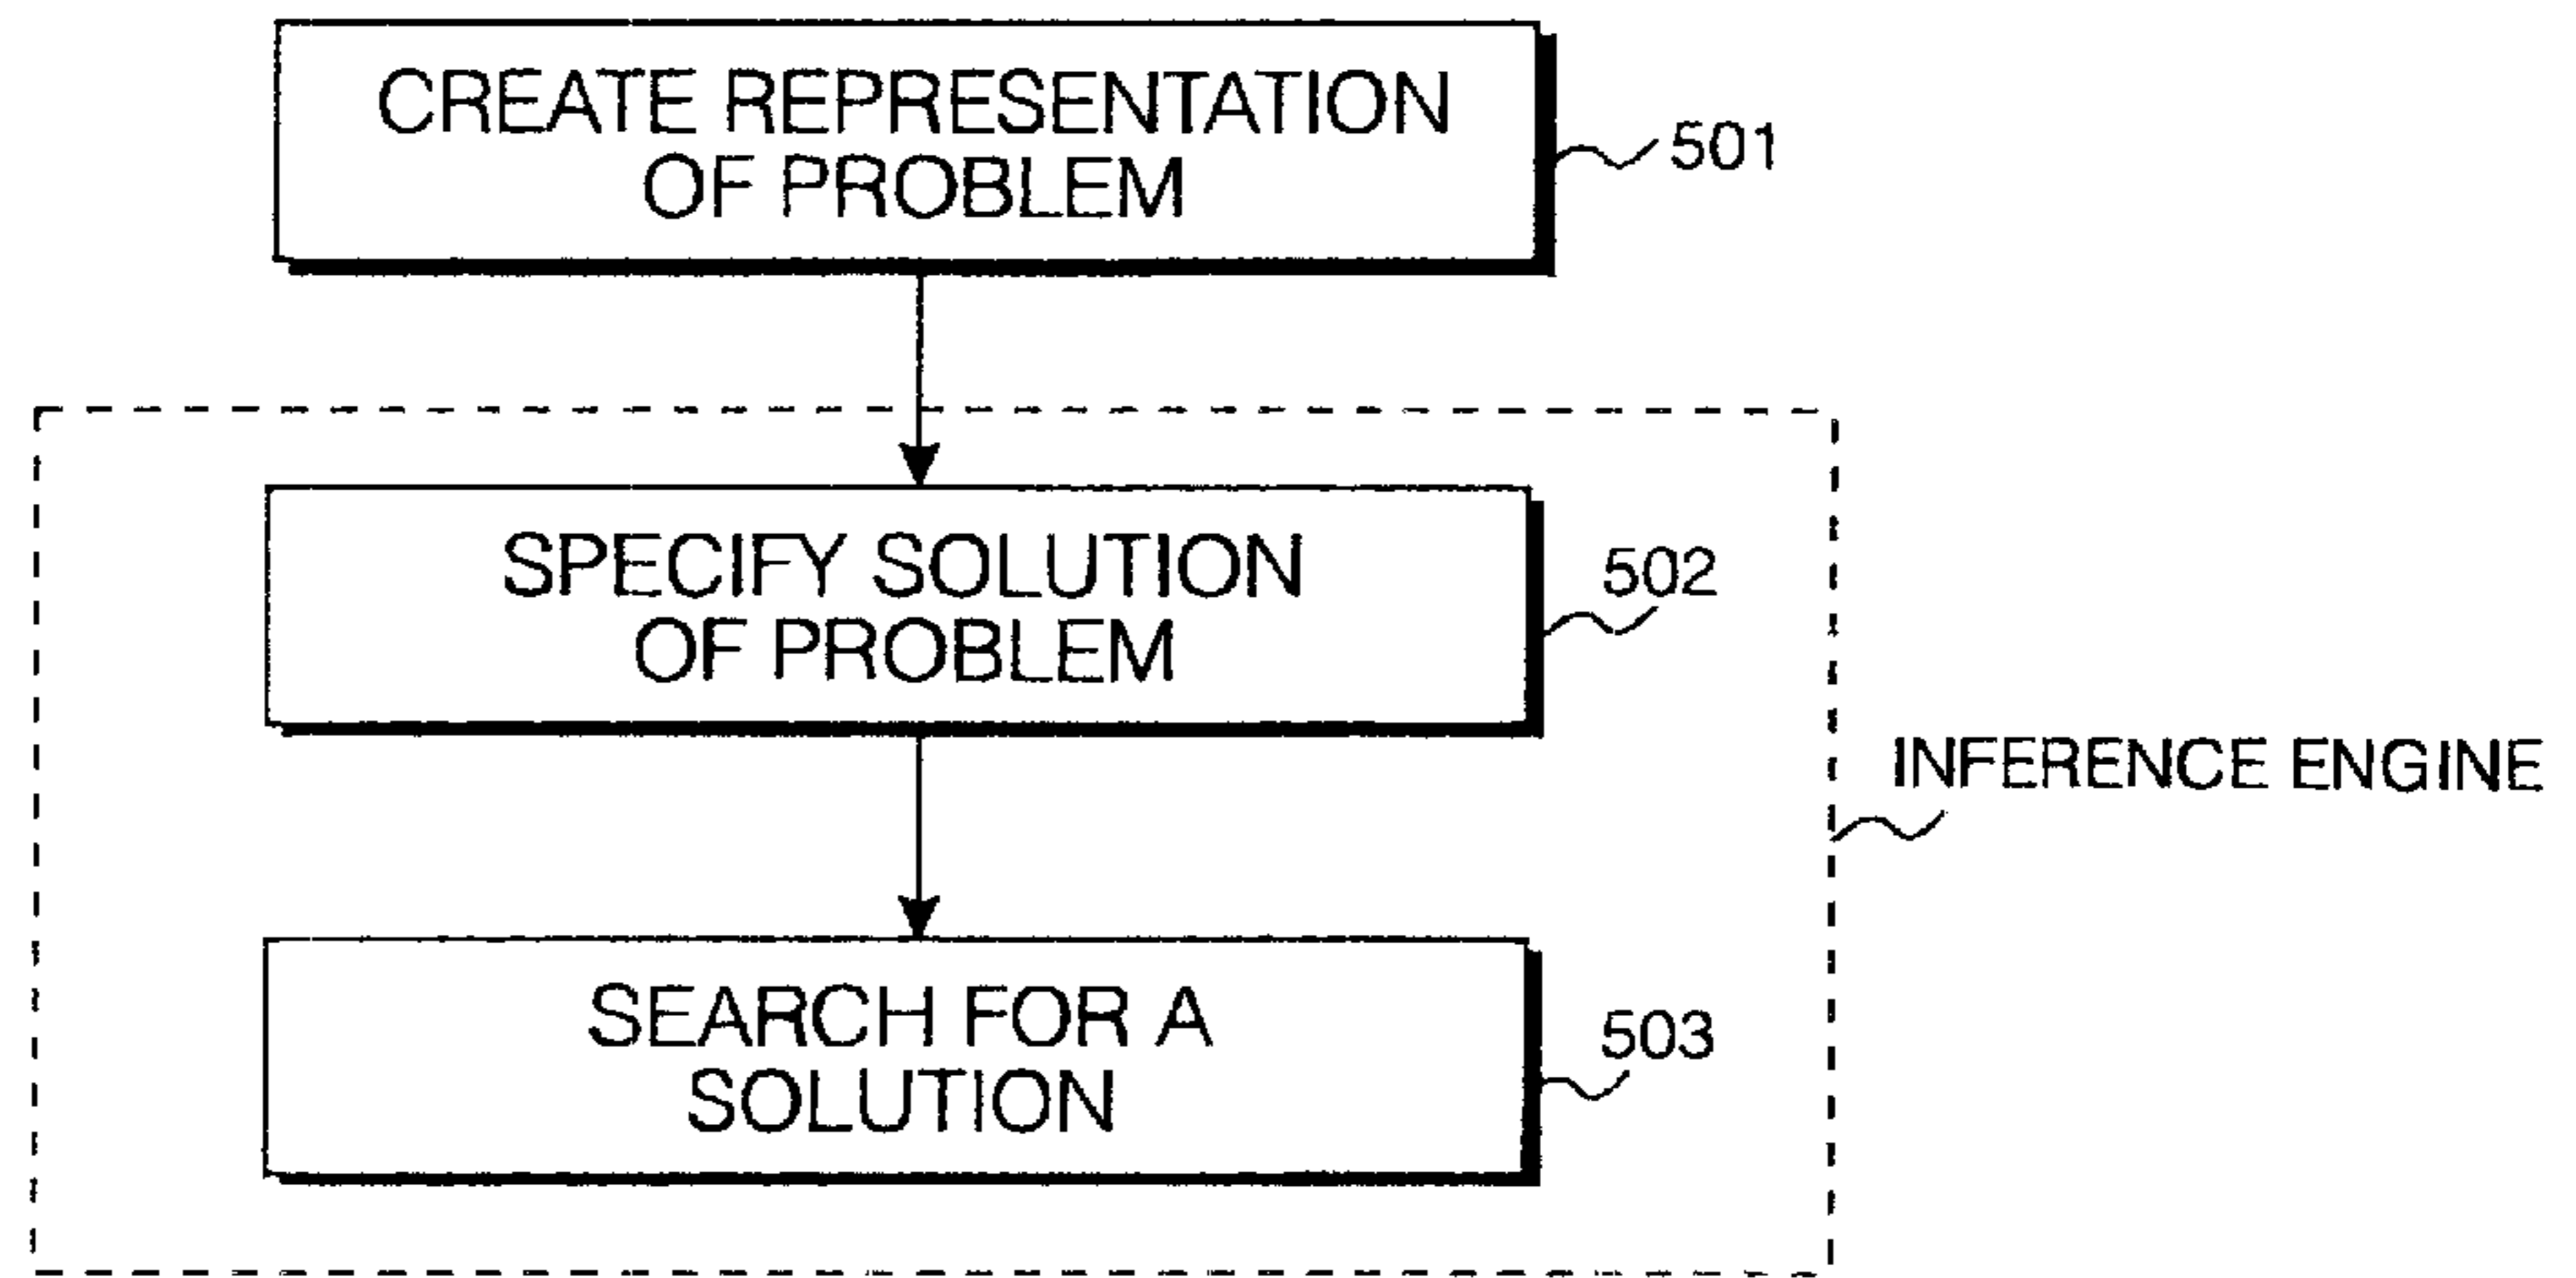 CREATE REPRESENTATION
OF PROBLEM
501
SPECIFY SOLUTION
OF PROBLEM
502
INFERENCE ENGINE
SEARCH FOR A
SOLUTION
503